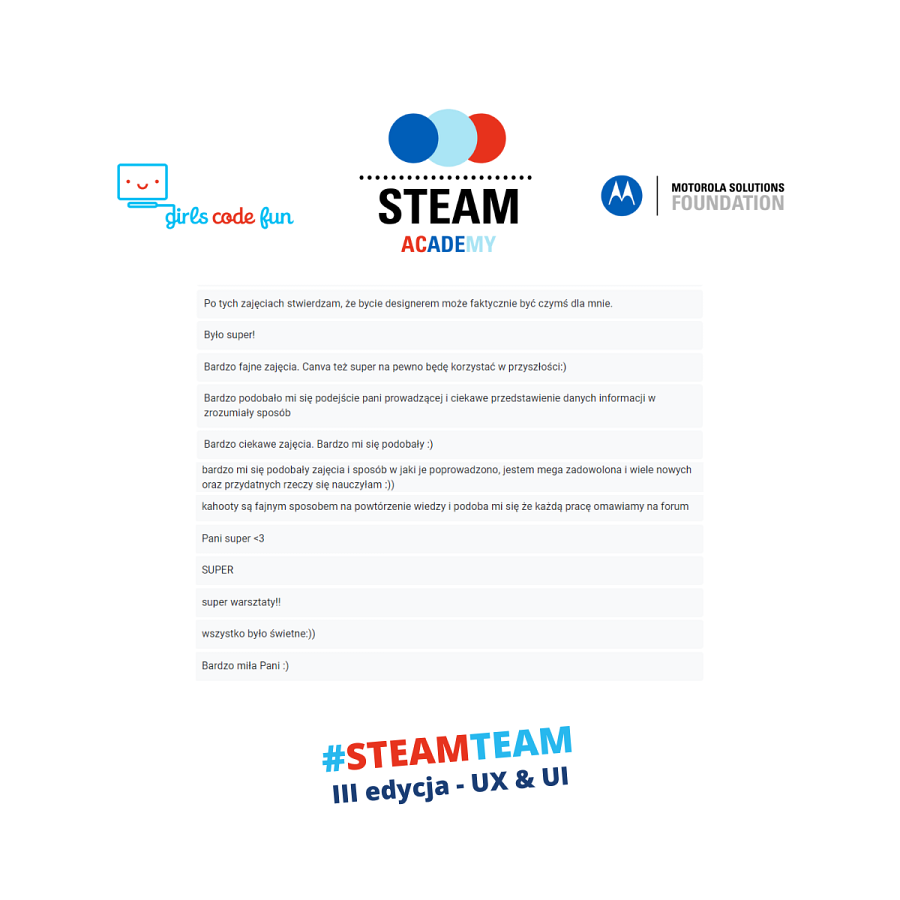 girls code fun
STEAM
ACADEMY
MOTOROLA SOLUTIONS
FOUNDATION
Po tych zajęciach stwierdzam, że bycie designerem może faktycznie być czymś dla mnie.
Było super!
Bardzo fajne zajęcia. Canva też super na pewno będę korzystać w przyszłości:)
Bardzo podobało mi się podejście pani prowadzącej i ciekawe przedstawienie danych informacji w
zrozumiały sposób
Bardzo ciekawe zajęcia. Bardzo mi się podobały :)
bardzo mi się podobały zajęcia i sposób w jaki je poprowadzono, jestem mega zadowolona i wiele nowych
oraz przydatnych rzeczy się nauczyłam :))
kahooty są fajnym sposobem na powtórzenie wiedzy i podoba mi się że każdą pracę omawiamy na forum
Pani super <3
SUPER
super warsztaty!!
wszystko było świetne:))
Bardzo miła Pani :)
#STEAMTEAM
III edycja - UX & UI